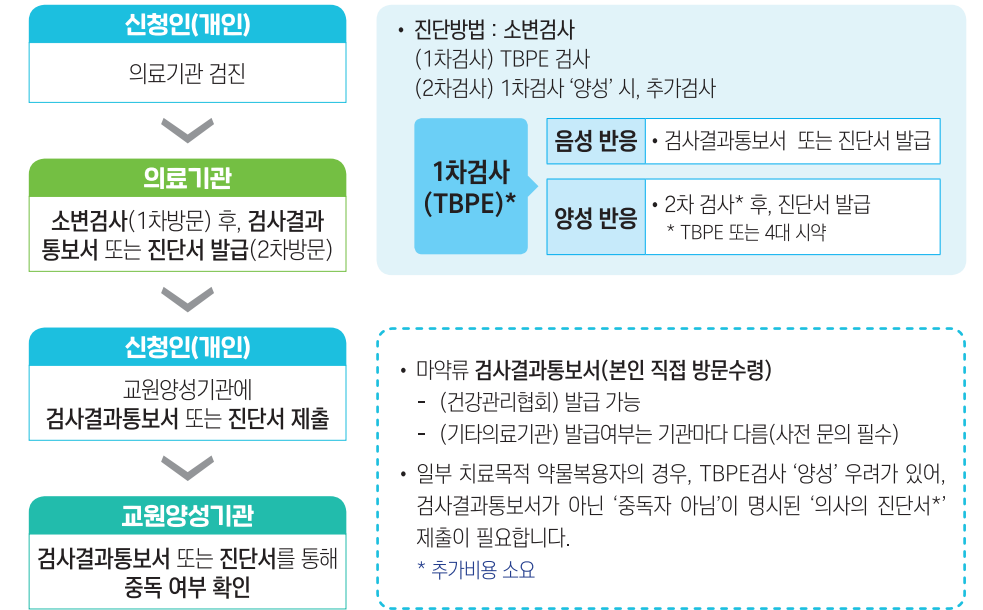 신청인(개인)
의료기관 검진
의료기관
소변검사(1차방문) 후, 검사결과
통보서 또는 진단서 발급(2차방문)
신청인(개인)
교원양성기관에
검사결과통보서 또는 진단서 제출
교원양성기관
검사결과통보서 또는 진단서를 통해
중독 여부 확인
• 진단방법 : 소변검사
(1차검사) TBPE 검사
(2차검사) 1차검사 ‘양성’ 시, 추가검사
1차검사
(TBPE)*
음성 반응
• 검사결과통보서 또는 진단서 발급
양성 반응
• 2차 검사* 후, 진단서 발급
* TBPE 또는 4대 시약
• 마약류 검사결과통보서(본인 직접 방문수령)
- (건강관리협회) 발급 가능
- (기타의료기관) 발급여부는 기관마다 다름(사전 문의 필수)
• 일부 치료목적 약물복용자의 경우, TBPE검사 ‘양성’ 우려가 있어,
검사결과통보서가 아닌 ‘중독자 아님’이 명시된 ‘의사의 진단서*’
제출이 필요합니다.
* 추가비용 소요